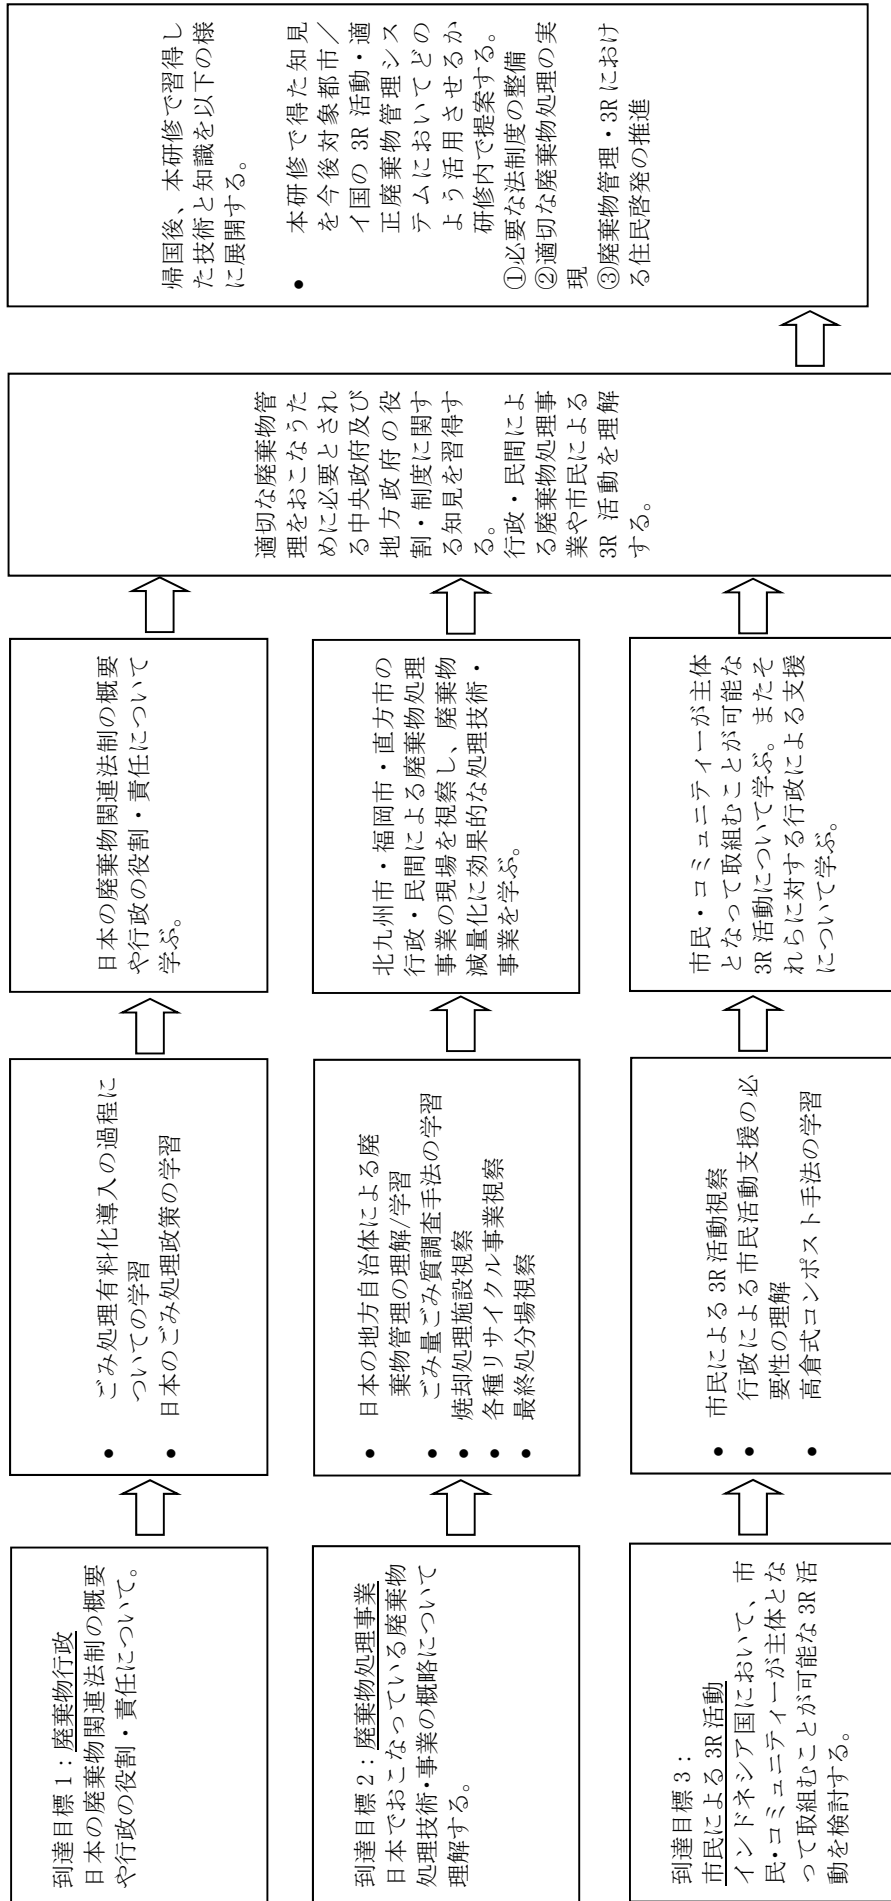 到達目標 1：廃棄物行政
日本の廃棄物関連法制の概要
や行政の役割・責任について。
● ごみ処理有料化導入の過程に
ついての学習
● 日本のごみ処理政策の学習
日本の廃棄物関連法制の概要
や行政の役割・責任について
学ぶ。
到達目標 2：廃棄物処理事業
日本でおこなっている廃棄物
処理技術・事業の概略について
理解する。
● 日本の地方自治体による廃
棄物管理の理解/学習
● ごみ量ごみ質調査手法の学習
● 焼却処理施設視察
● 各種リサイクル事業視察
● 最終処分場視察
北九州市・福岡市・直方市の
行政・民間による廃棄物処理
事業の現場を視察し、廃棄物
減量化に効果的な処理技術・
事業を学ぶ。
到達目標 3：
市民による 3R 活動
インドネシア国において、市
民・コミュニティーが主体とな
って取組むことが可能な 3R 活
動を検討する。
● 市民による 3R 活動視察
● 行政による市民活動支援の必
要性の理解
● 高倉式コンポスト手法の学習
市民・コミュニティーが主体
となって取組むことが可能な
3R 活動について学ぶ。またそ
れらに対する行政による支援
について学ぶ。
適切な廃棄物管
理をおこなうた
めに必要とされ
る中央政府及び
地方政府の役
割・制度に関す
る知見を習得す
る。
行政・民間によ
る廃棄物処理事
業や市民による
3R 活動を理解
する。
帰国後、本研修で習得し
た技術と知識を以下の様
に展開する。
● 本研修で得た知見
を今後対象都市／
イ国の 3R 活動・適
正廃棄物管理シス
テムにおいてどの
よう活用させるか
研修内で提案する。
①必要な法制度の整備
②適切な廃棄物処理の実
現
③廃棄物管理・3R におけ
る住民啓発の推進